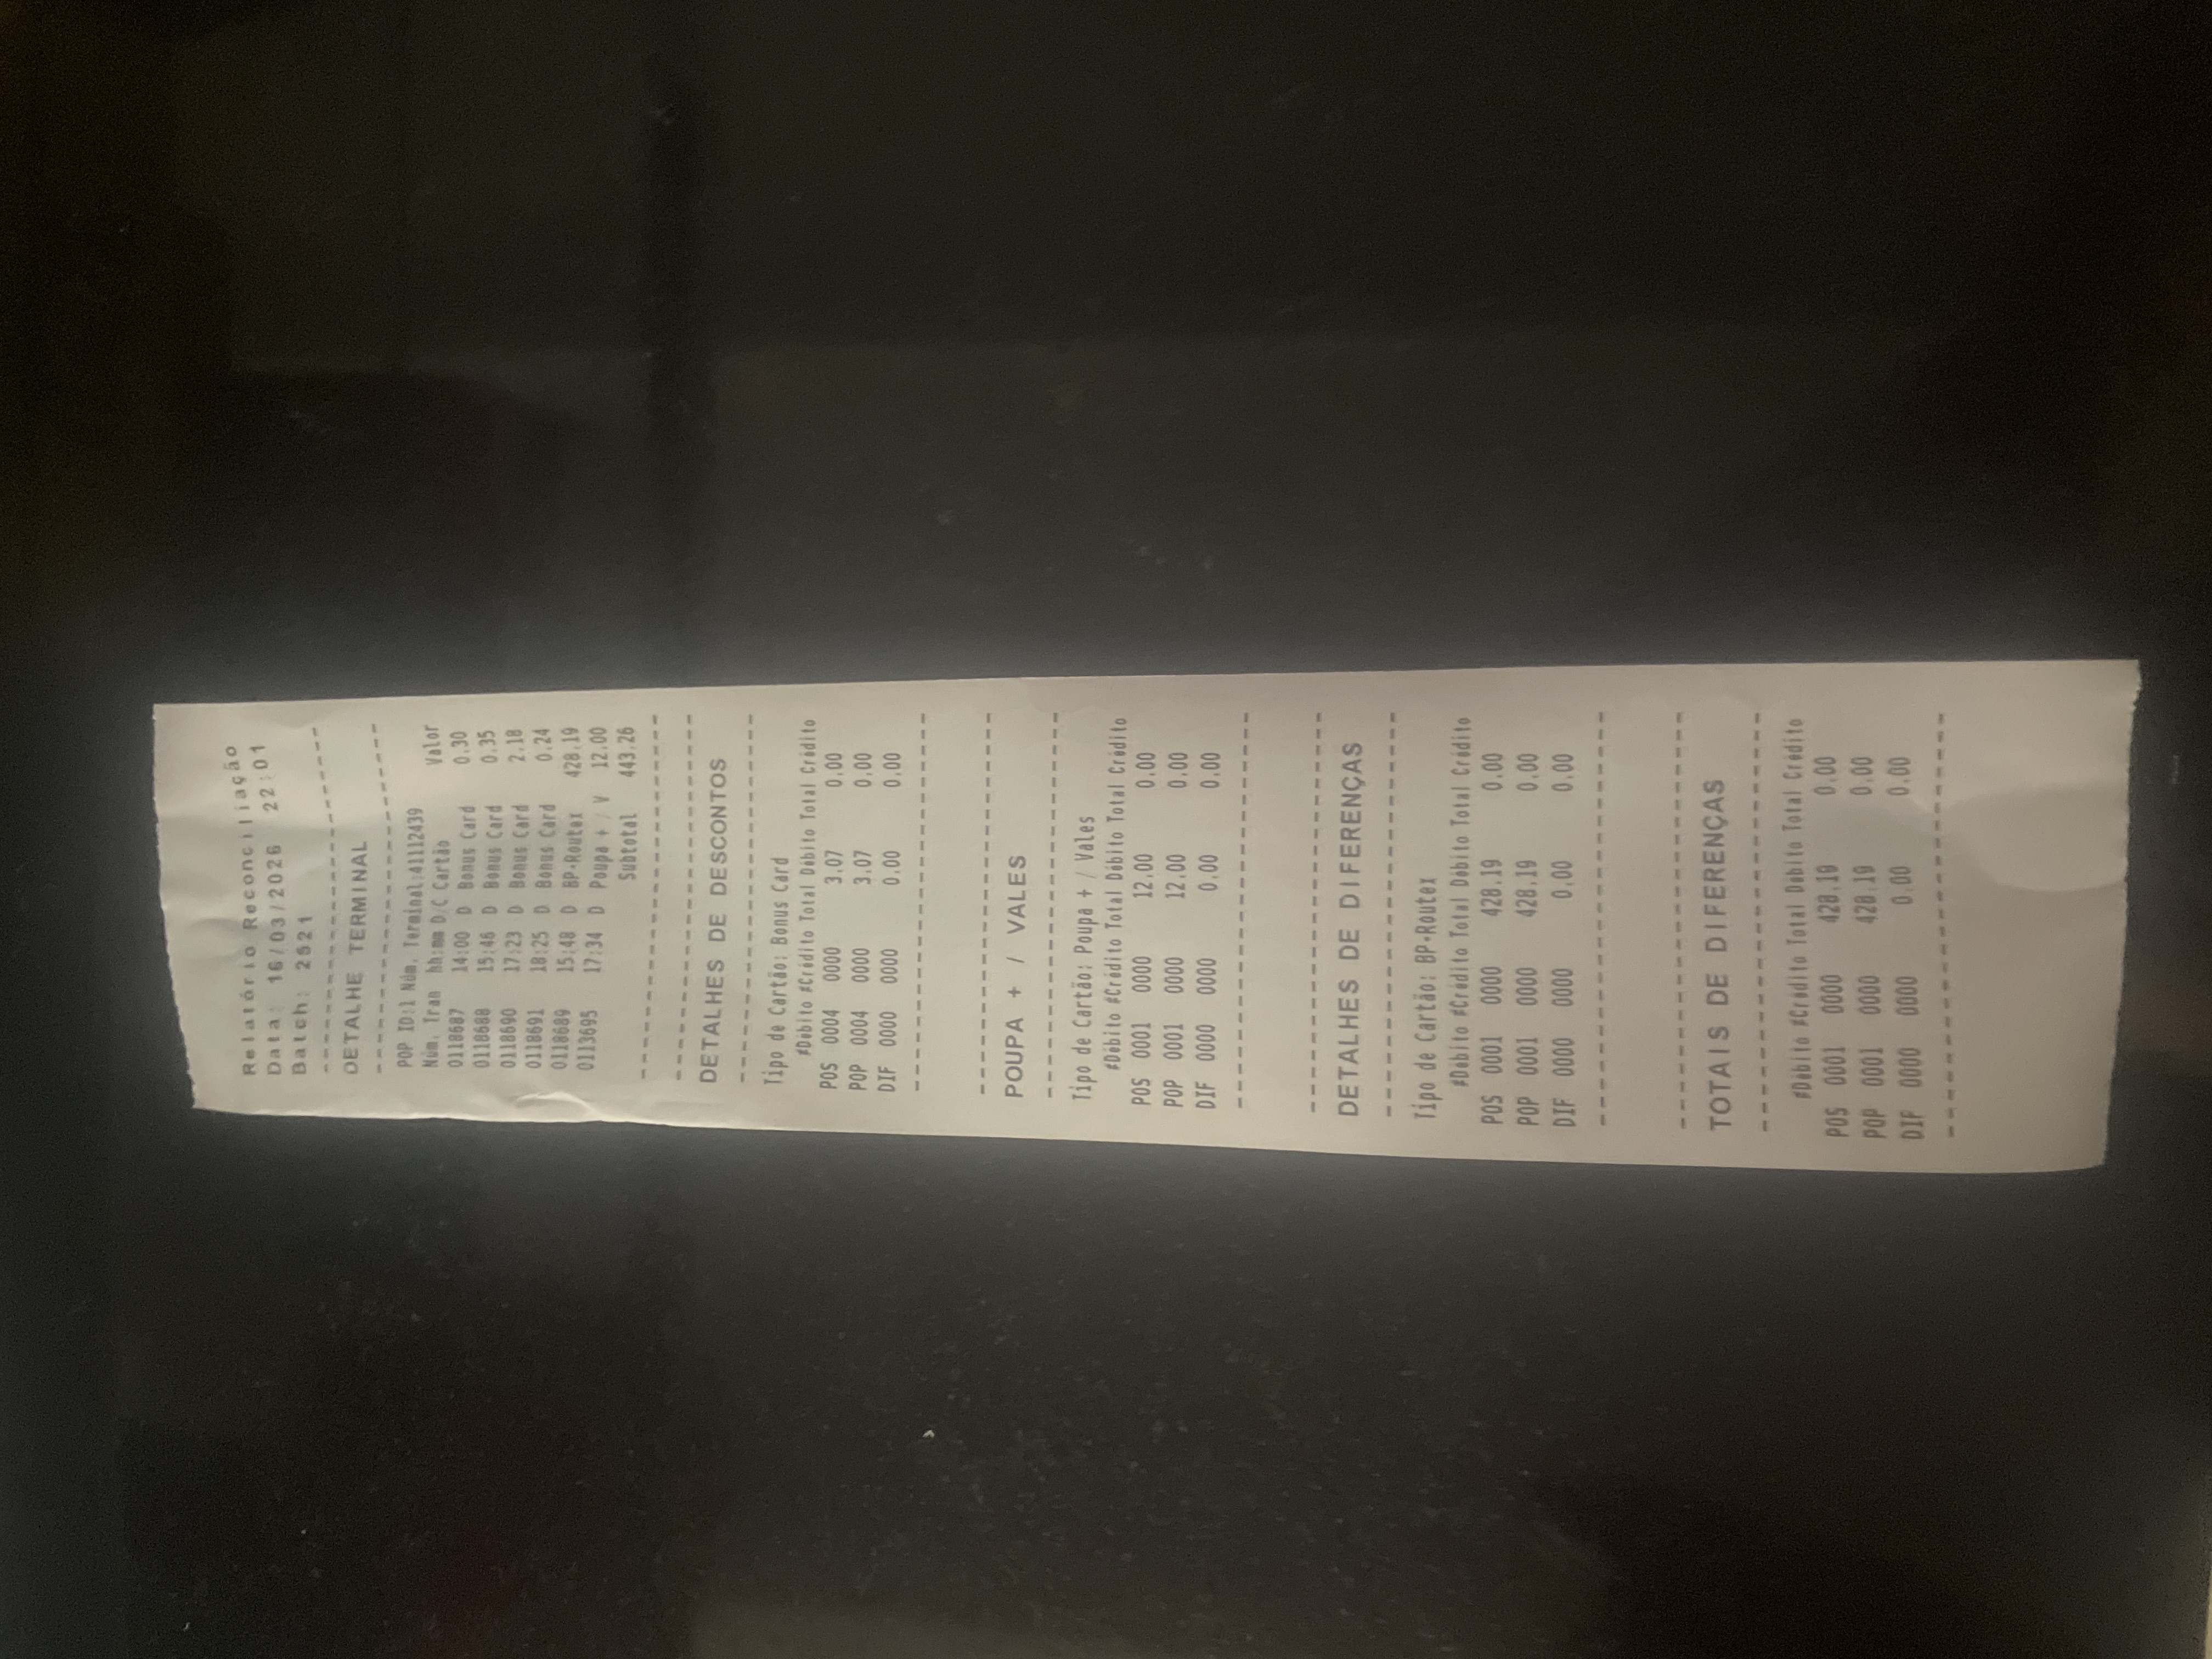 Relatório Reconciliação
Data: 16/03/2026 22:01
Batch: 2521
------------------------
DETALHE TERMINAL
------------------------
POP ID:1 Núm. Terminal:A1112439
Núm. Tran hh:mm D/C Cartão Valor
0118687 14:00 D Bonus Card 0.30
0118688 15:46 D Bonus Card 0.35
0118690 17:23 D Bonus Card 2.18
0118691 18:25 D Bonus Card 0.24
0118689 15:48 D BP-Routex 428.19
0113695 17:34 D Poupa + / V 12.00
Subtotal 443.26
------------------------
------------------------
DETALHES DE DESCONTOS
------------------------
Tipo de Cartão: Bonus Card
#Débito #Crédito Total Débito Total Crédito
POS 0004 0000 3.07 0.00
POP 0004 0000 3.07 0.00
DIF 0000 0000 0.00 0.00
------------------------
------------------------
POUPA + / VALES
------------------------
Tipo de Cartão: Poupa + / Vales
#Débito #Crédito Total Débito Total Crédito
POS 0001 0000 12.00 0.00
POP 0001 0000 12.00 0.00
DIF 0000 0000 0.00 0.00
------------------------
------------------------
DETALHES DE DIFERENÇAS
------------------------
Tipo de Cartão: BP-Routex
#Débito #Crédito Total Débito Total Crédito
POS 0001 0000 428.19 0.00
POP 0001 0000 428.19 0.00
DIF 0000 0000 0.00 0.00
------------------------
------------------------
TOTAIS DE DIFERENÇAS
------------------------
#Débito #Crédito Total Débito Total Crédito
POS 0001 0000 428.19 0.00
POP 0001 0000 428.19 0.00
DIF 0000 0000 0.00 0.00
------------------------